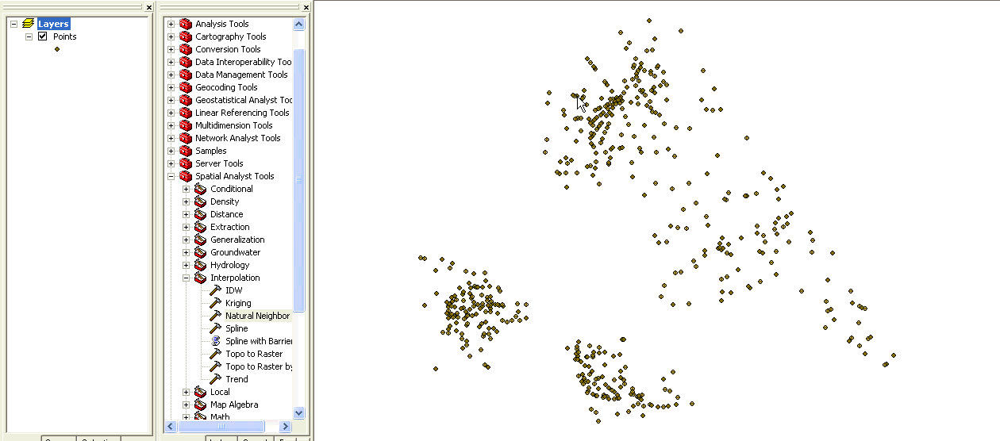 Layers
Points
Analysis Tools
Cartography Tools
Conversion Tools
Data Interoperability Too
Data Management Tools
Geocoding Tools
Geostatistical Analyst Too
Linear Referencing Tools
Multidimension Tools
Network Analyst Tools
Samples
Server Tools
Spatial Analyst Tools
Conditional
Density
Distance
Extraction
Generalization
Groundwater
Hydrology
Interpolation
IDW
Kriging
Natural Neighbor
Spline
Spline with Barrier
Topo to Raster
Topo to Raster by
Trend
Local
Map Algebra
Math